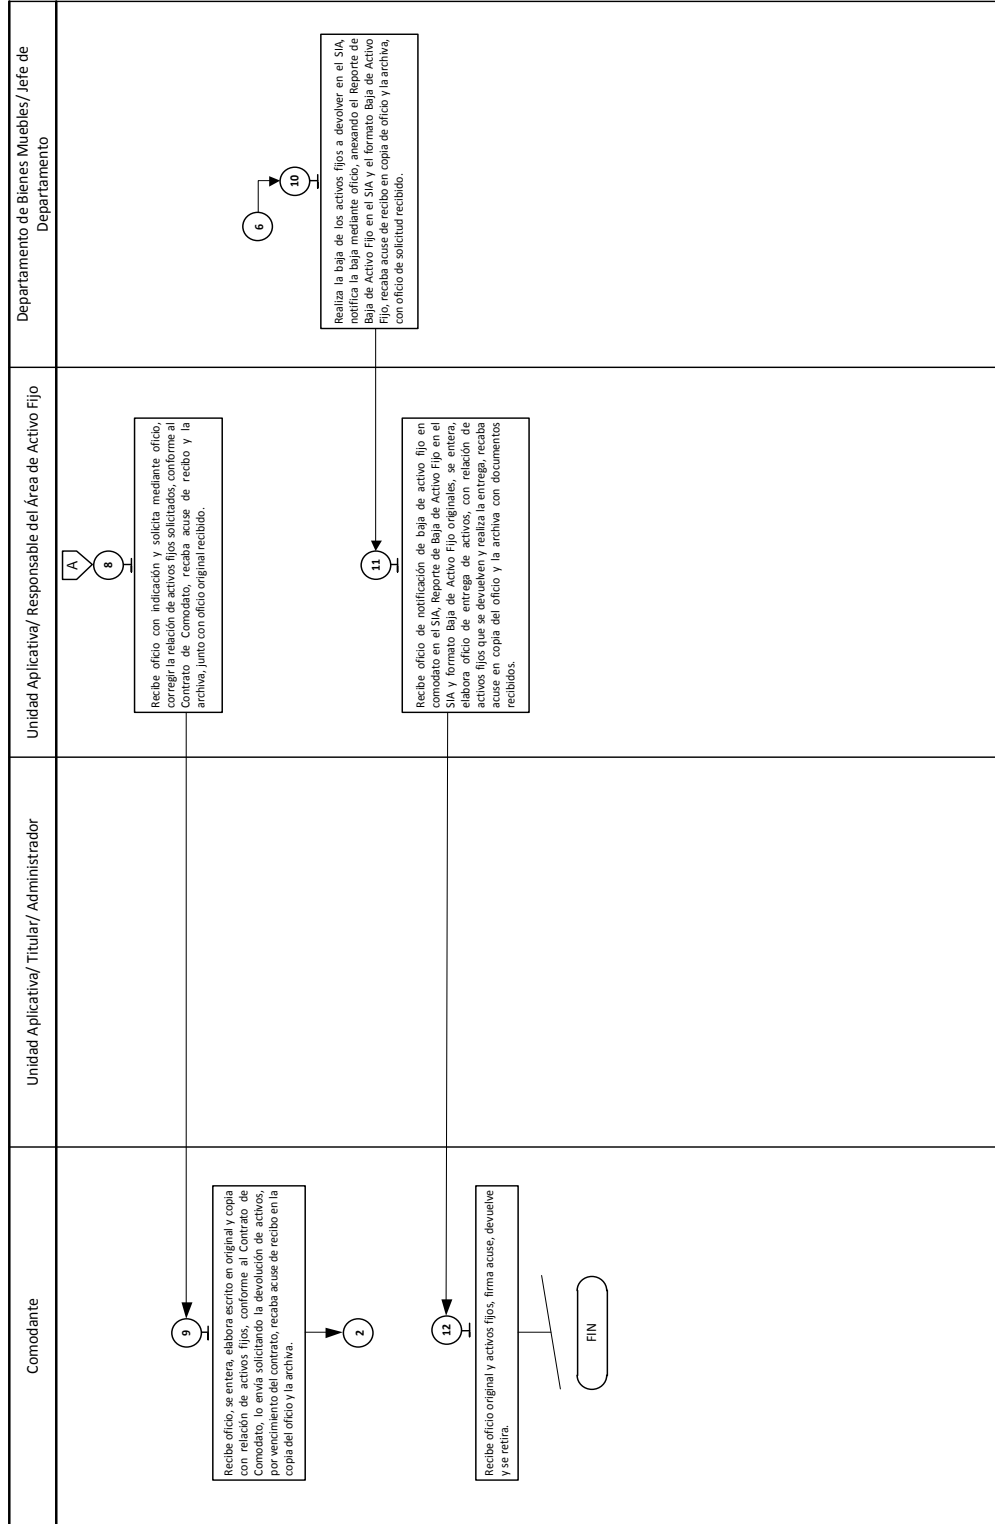 Comodante
Unidad Aplicativa/ Titular/ Administrador
Unidad Aplicativa/ Responsable del Área de Activo Fijo
Departamento de Bienes Muebles/ Jefe de
Departamento
A
8
Recibe oficio con indicación y solicita mediante oficio,
corregir la relación de activos fijos solicitados, conforme al
Contrato de Comodato, recaba acuse de recibo y la
archiva, junto con oficio original recibido.
9
Recibe oficio, se entera, elabora escrito en original y copia
con relación de activos fijos, conforme al Contrato de
Comodato, lo envía solicitando la devolución de activos,
por vencimiento del contrato, recaba acuse de recibo en la
copia del oficio y la archiva.
2
6
10
Realiza la baja de los activos fijos a devolver en el SIA,
notifica la baja mediante oficio, anexando el Reporte de
Baja de Activo Fijo en el SIA y el formato Baja de Activo
Fijo, recaba acuse de recibo en copia de oficio y la archiva,
con oficio de solicitud recibido.
11
Recibe oficio de notificación de baja de activo fijo en
comodato en el SIA, Reporte de Baja de Activo Fijo en el
SIA y formato Baja de Activo Fijo originales, se entera,
elabora oficio de entrega de activos, con relación de
activos fijos que se devuelven y realiza la entrega, recaba
acuse en copia del oficio y la archiva con documentos
recibidos.
12
Recibe oficio original y activos fijos, firma acuse, devuelve
y se retira.
FIN